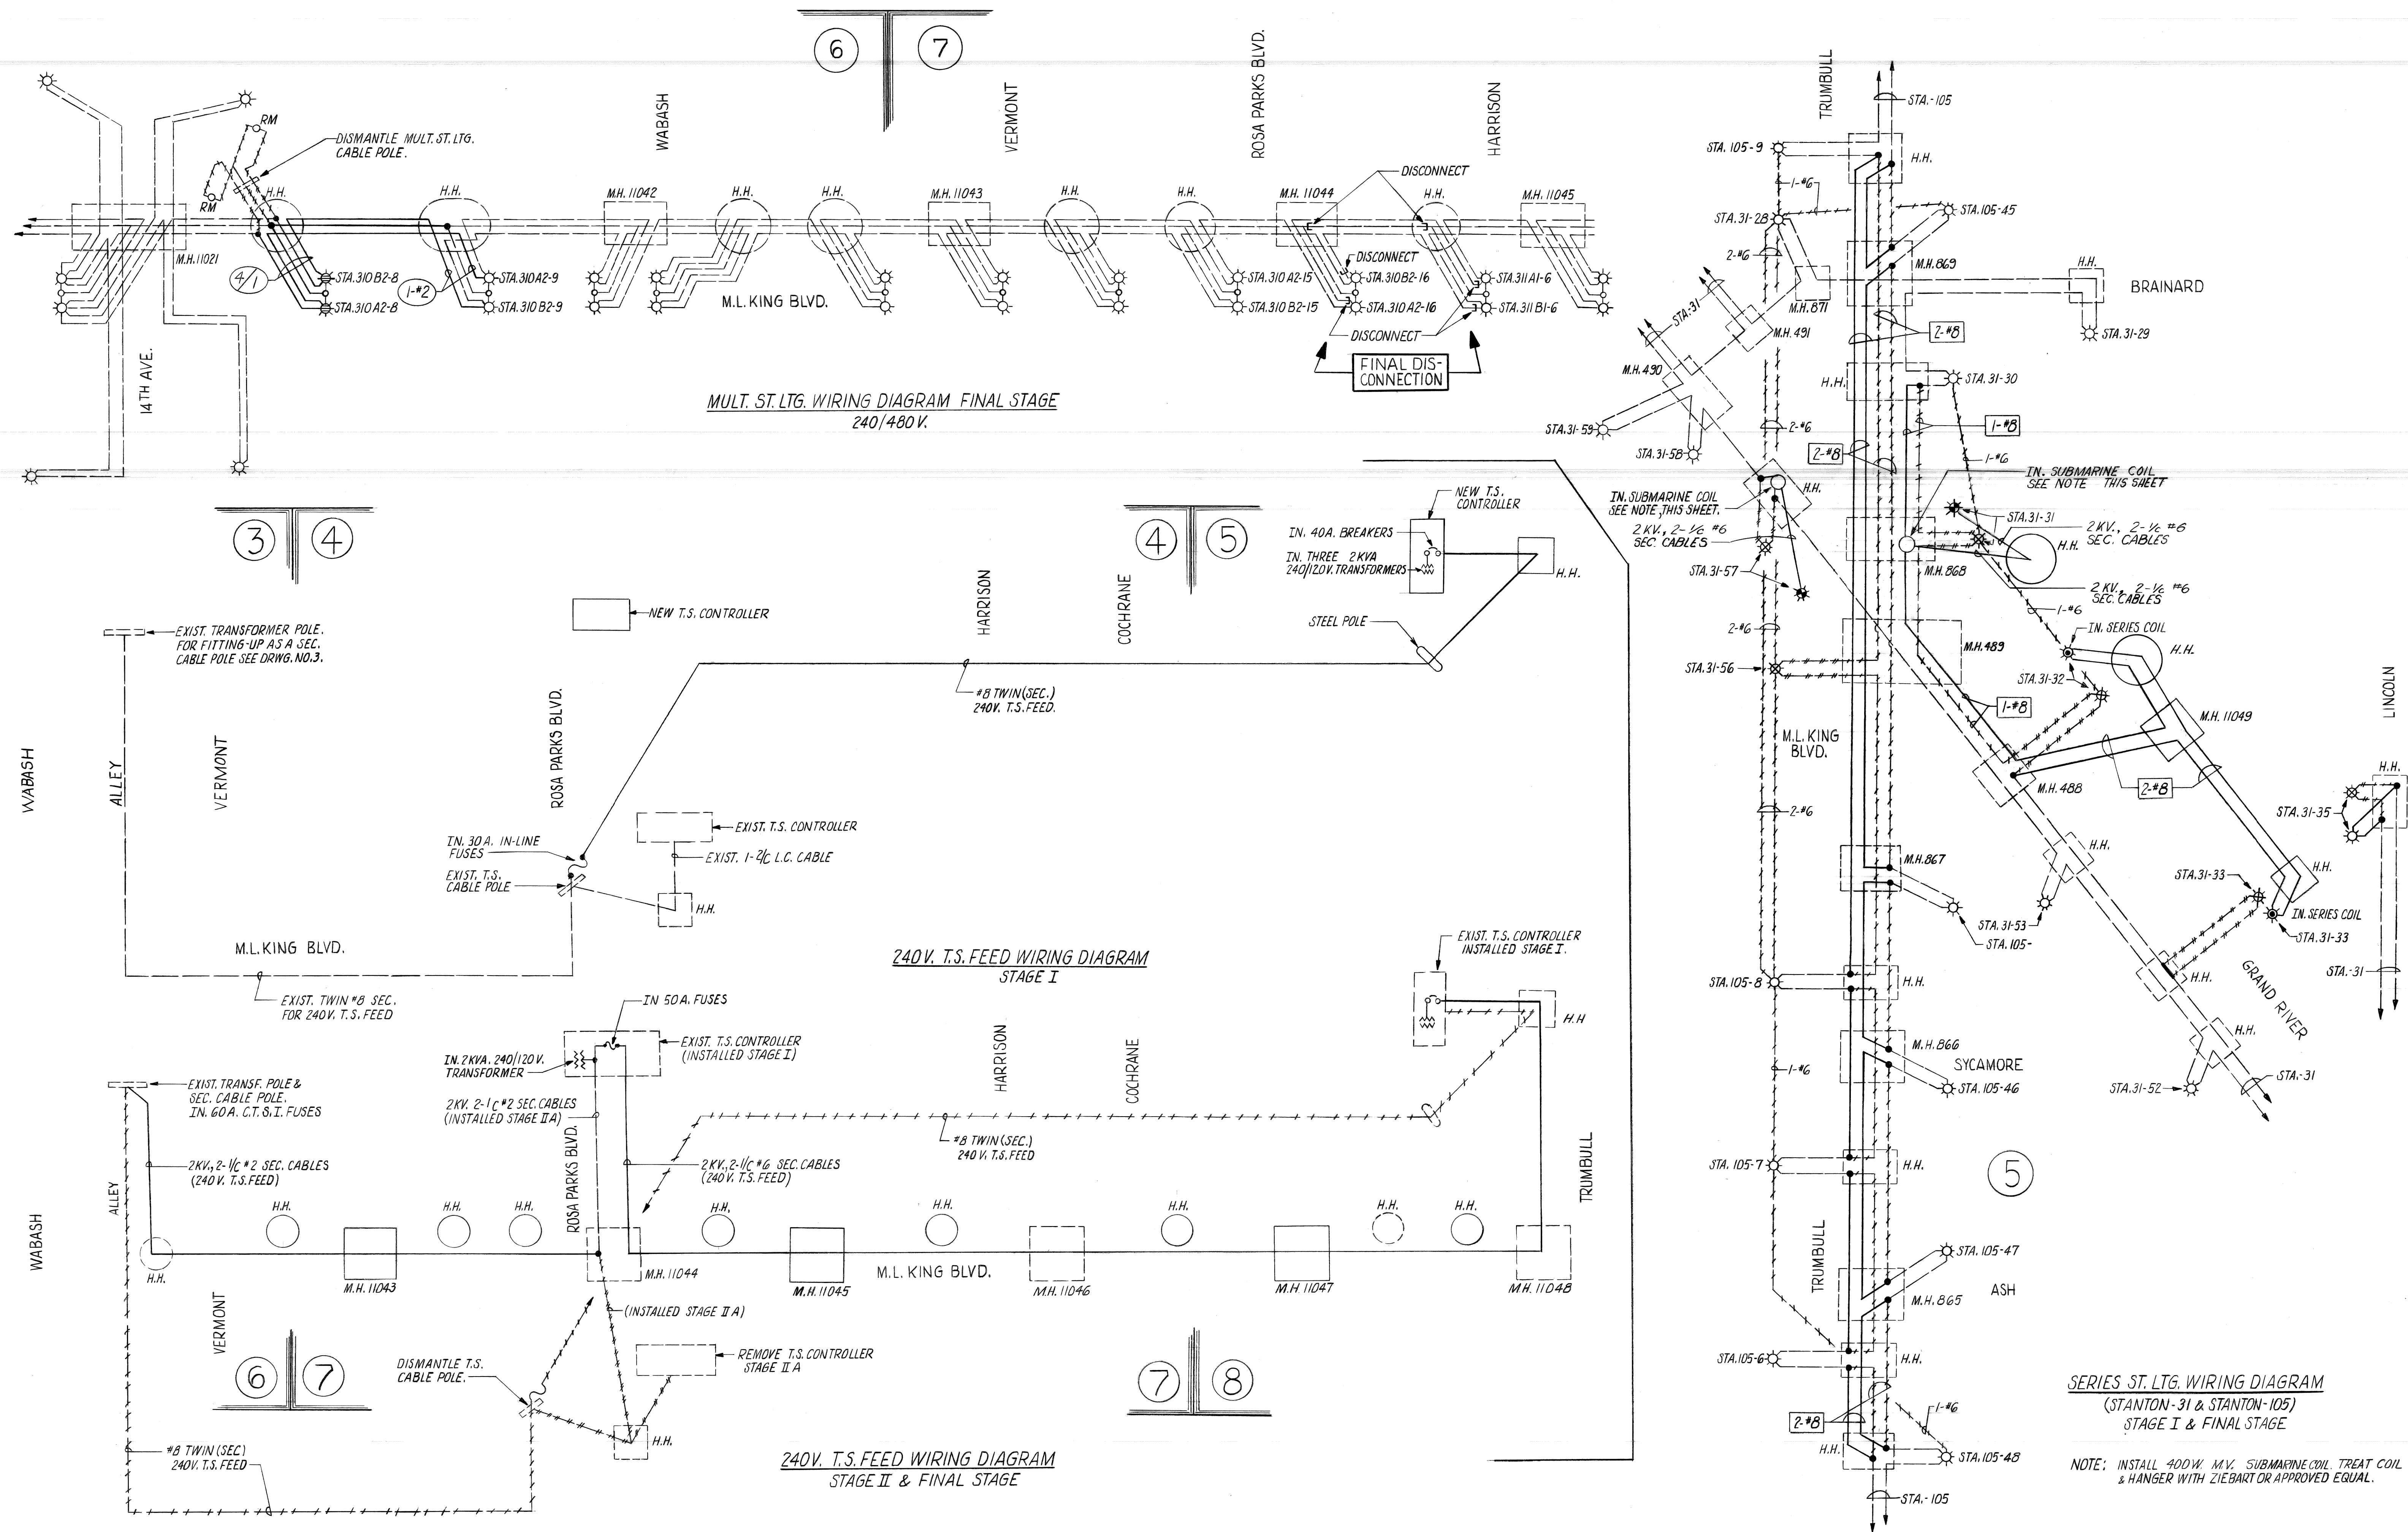 6
7
WABASH
VERMONT
ROSA PARKS BLVD.
HARRISON
RM
RM
DISMANTLE MULT. ST. LTG.
CABLE POLE.
H.H.
H.H.
M.H. 11042
H.H.
H.H.
M.H. 11043
H.H.
H.H.
M.H. 11044
DISCONNECT
H.H.
M.H. 11045
M.H. 11021
4/1
STA. 310 B2-8
STA. 310 A2-8
1-#2
STA. 310 A2-9
STA. 310 B2-9
M.L. KING BLVD.
STA. 310 A2-15
STA. 310 B2-15
DISCONNECT
STA. 310 B2-16
STA. 310 A2-16
STA. 311 A1-6
STA. 311 B1-6
DISCONNECT
FINAL DIS-
CONNECTION
14TH AVE.
MULT. ST. LTG. WIRING DIAGRAM FINAL STAGE
240/480 V.
3
4
4
5
NEW T.S.
CONTROLLER
IN. 40A. BREAKERS
IN. THREE 2KVA
240/120V. TRANSFORMERS
H.H.
STEEL POLE
NEW T.S. CONTROLLER
HARRISON
COCHRANE
EXIST. TRANSFORMER POLE.
FOR FITTING-UP AS A SEC.
CABLE POLE SEE DRWG. NO.3.
#8 TWIN (SEC.)
240V. T.S. FEED.
WABASH
ALLEY
VERMONT
ROSA PARKS BLVD.
IN. 30 A. IN-LINE
FUSES
EXIST. T.S.
CABLE POLE
EXIST. T.S. CONTROLLER
EXIST. 1-2/C L.C. CABLE
H.H.
M.L. KING BLVD.
EXIST. TWIN #8 SEC.
FOR 240V. T.S. FEED
240V. T.S. FEED WIRING DIAGRAM
STAGE I
EXIST. T.S. CONTROLLER
INSTALLED STAGE I.
H.H
IN 50 A. FUSES
IN. 2KVA. 240/120 V.
TRANSFORMER
EXIST. T.S. CONTROLLER
(INSTALLED STAGE I)
HARRISON
COCHRANE
EXIST. TRANSF. POLE &
SEC. CABLE POLE.
IN. 60 A. C.T.S.I. FUSES
2KV. 2-1/C #2 SEC. CABLES
(INSTALLED STAGE II A)
#8 TWIN (SEC.)
240 V. T.S. FEED
2KV., 2-1/C #2 SEC. CABLES
(240 V. T.S. FEED)
2KV., 2-1/C #6 SEC. CABLES
(240 V. T.S. FEED)
WABASH
ALLEY
ROSA PARKS BLVD.
TRUMBULL
H.H.
H.H.
H.H.
H.H.
H.H.
H.H.
H.H.
H.H.
H.H.
M.H. 11043
M.H. 11044
M.H. 11045
M.L. KING BLVD.
M.H. 11046
M.H. 11047
M.H. 11048
VERMONT
(INSTALLED STAGE II A)
6
7
DISMANTLE T.S.
CABLE POLE.
REMOVE T.S. CONTROLLER
STAGE II A
H.H.
7
8
#8 TWIN (SEC)
240V. T.S. FEED
240V. T.S. FEED WIRING DIAGRAM
STAGE II & FINAL STAGE
TRUMBULL
STA.-105
STA. 105-9
H.H.
1-#6
STA. 31-28
STA. 105-45
2-#6
M.H. 869
H.H.
BRAINARD
STA.-31
M.H. 871
M.H. 491
2-#8
STA. 31-29
M.H. 490
H.H.
STA. 31-30
STA. 31-59
2-#6
1-#8
STA. 31-58
2-#8
1-#6
IN. SUBMARINE COIL
SEE NOTE THIS SHEET
H.H.
IN. SUBMARINE COIL
SEE NOTE, THIS SHEET.
2 KV., 2-1/C #6
SEC. CABLES
STA. 31-31
2 KV., 2-1/C #6
SEC. CABLES
H.H.
STA. 31-57
M.H. 868
2 KV., 2-1/C #6
SEC. CABLES
1-#6
2-#6
IN. SERIES COIL
H.H.
M.H. 489
STA. 31-56
STA. 31-32
1-#8
M.H. 11049
LINCOLN
M.L. KING
BLVD.
M.H. 488
2-#8
H.H.
2-#6
STA. 31-35
M.H. 867
H.H.
H.H.
STA. 31-33
IN. SERIES COIL
STA. 31-33
STA. 31-53
STA. 105-
STA. 105-8
H.H.
H.H.
GRAND RIVER
STA.-31
M.H. 866
SYCAMORE
H.H.
1-#6
STA. 105-46
STA. 31-52
STA.-31
STA. 105-7
H.H.
5
TRUMBULL
STA. 105-47
M.H. 865
ASH
STA. 105-6
H.H.
2-#8
1-#6
H.H.
STA. 105-48
STA.-105
SERIES ST. LTG. WIRING DIAGRAM
(STANTON-31 & STANTON-105)
STAGE I & FINAL STAGE
NOTE: INSTALL 400W. M.V. SUBMARINE COIL. TREAT COIL
& HANGER WITH ZIEBART OR APPROVED EQUAL.